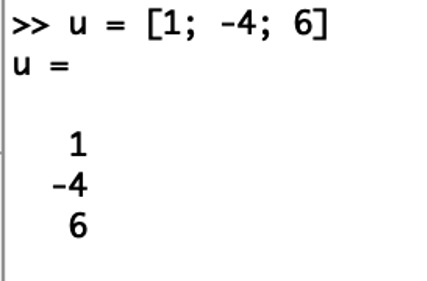 >> u = [1; -4; 6]
u =
1
-4
6